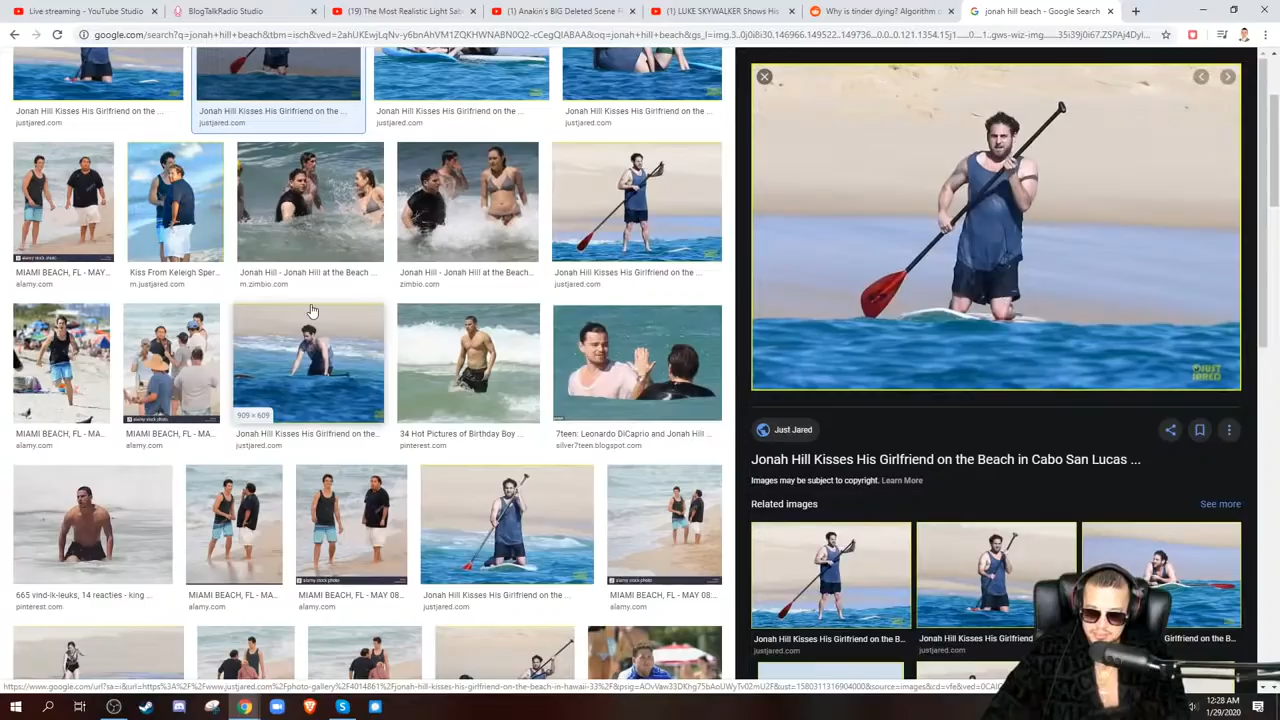 Live streaming - YouTube Studio
BlogTalkRadio Studio
(19) The Most Realistic Light Sab
(1) Anakin's BIG Deleted Scene F
(1) LUKE SKYWALKER Shows His
Why is tinder dying? Algorithm
jonah hill beach - Google Search
Jonah Hill Kisses His Girlfriend on the ...
justjared.com
Jonah Hill Kisses His Girlfriend on the ...
justjared.com
Jonah Hill Kisses His Girlfriend on the ...
justjared.com
Jonah Hill Kisses His Girlfriend on the ...
justjared.com
MIAMI BEACH, FL - MAY...
alamy.com
Kiss From Keleigh Sper...
m.justjared.com
Jonah Hill - Jonah Hill at the Beach ...
m.zimbio.com
Jonah Hill - Jonah Hill at the Beach...
zimbio.com
Jonah Hill Kisses His Girlfriend on the ...
justjared.com
909 × 609
MIAMI BEACH, FL - MA...
alamy.com
MIAMI BEACH, FL - MA...
alamy.com
Jonah Hill Kisses His Girlfriend on the...
justjared.com
34 Hot Pictures of Birthday Boy ...
pinterest.com
7teen: Leonardo DiCaprio and Jonah Hill ...
silver7teen.blogspot.com
665 vind-ik-leuks, 14 reacties - king ...
pinterest.com
MIAMI BEACH, FL - MAY 08...
alamy.com
MIAMI BEACH, FL - MAY 08...
alamy.com
Jonah Hill Kisses His Girlfriend on the ...
justjared.com
MIAMI BEACH, FL - MAY 08:...
alamy.com
JUST JARED
Just Jared
Jonah Hill Kisses His Girlfriend on the Beach in Cabo San Lucas ...
Images may be subject to copyright. Learn More
Related images
See more
Jonah Hill Kisses His Girlfriend on the B...
justjared.com
Jonah Hill Kisses His Girlfriend
justjared.com
Girlfriend on the B...
12:28 AM
1/29/2020